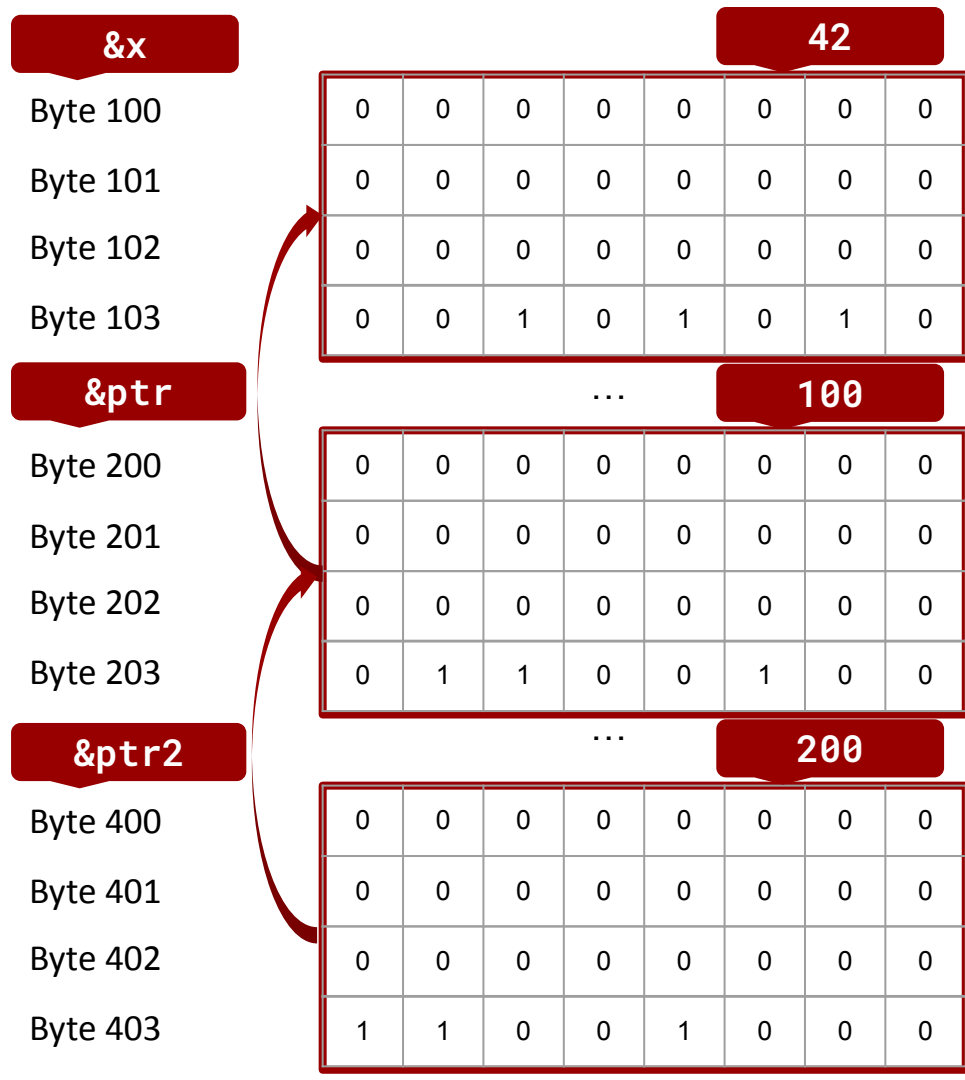 &x 42
Byte 100 0 0 0 0 0 0 0 0
Byte 101 0 0 0 0 0 0 0 0
Byte 102 0 0 0 0 0 0 0 0
Byte 103 0 0 1 0 1 0 1 0
&ptr ... 100
Byte 200 0 0 0 0 0 0 0 0
Byte 201 0 0 0 0 0 0 0 0
Byte 202 0 0 0 0 0 0 0 0
Byte 203 0 1 1 0 0 1 0 0
&ptr2 ... 200
Byte 400 0 0 0 0 0 0 0 0
Byte 401 0 0 0 0 0 0 0 0
Byte 402 0 0 0 0 0 0 0 0
Byte 403 1 1 0 0 1 0 0 0